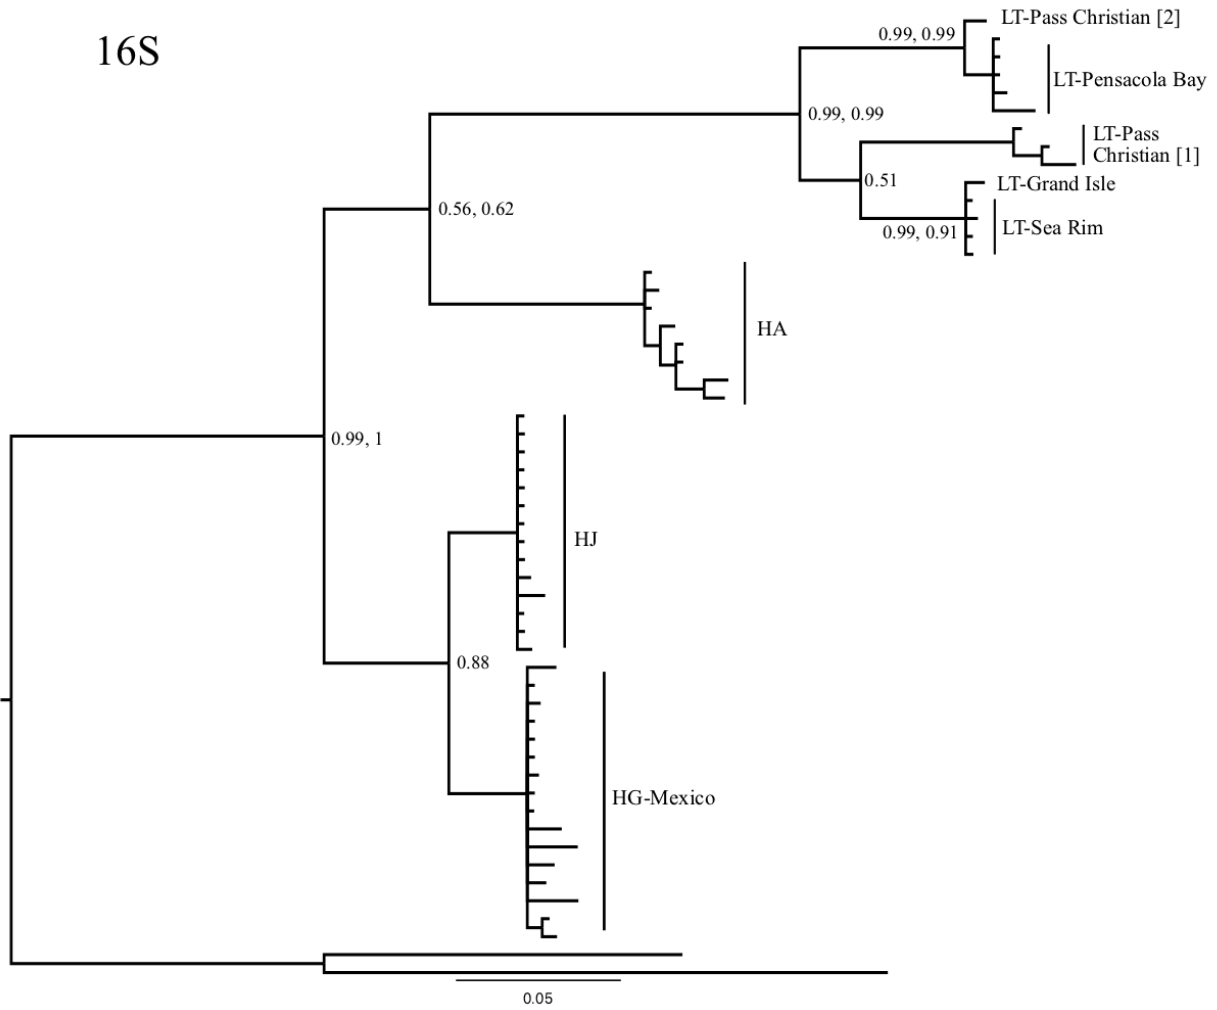 16S
LT-Pass Christian [2]
0.99, 0.99
LT-Pensacola Bay
0.99, 0.99
LT-Pass
Christian [1]
0.51
LT-Grand Isle
0.56, 0.62
LT-Sea Rim
0.99, 0.91
HA
0.99, 1
HJ
0.88
HG-Mexico
0.05